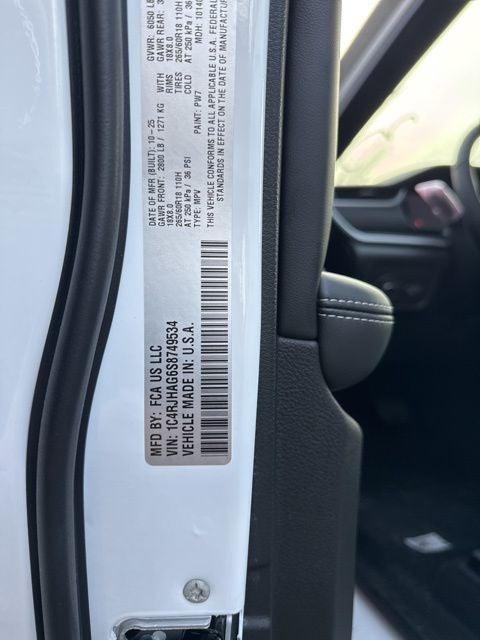 MFD BY: FCA US LLC
VIN: 1C4RJHAG6S8749534
VEHICLE MADE IN: U.S.A.
DATE OF MFR (BUILT): 10-25
GAWR FRONT: 2800 LB / 1271 KG WITH
18X8.0 RIMS
265/60R18 110H TIRES
AT 250 kPa / 36 PSI COLD
TYPE: MPV PAINT: PW7
GVWR: 6050
GAWR REAR:
18X8.0
265/60R18 110H
AT 250 kPa / 36
MDH:
THIS VEHICLE CONFORMS TO ALL APPLICABLE U.S.A. FEDERAL
STANDARDS IN EFFECT ON THE DATE OF MANUFACTURE